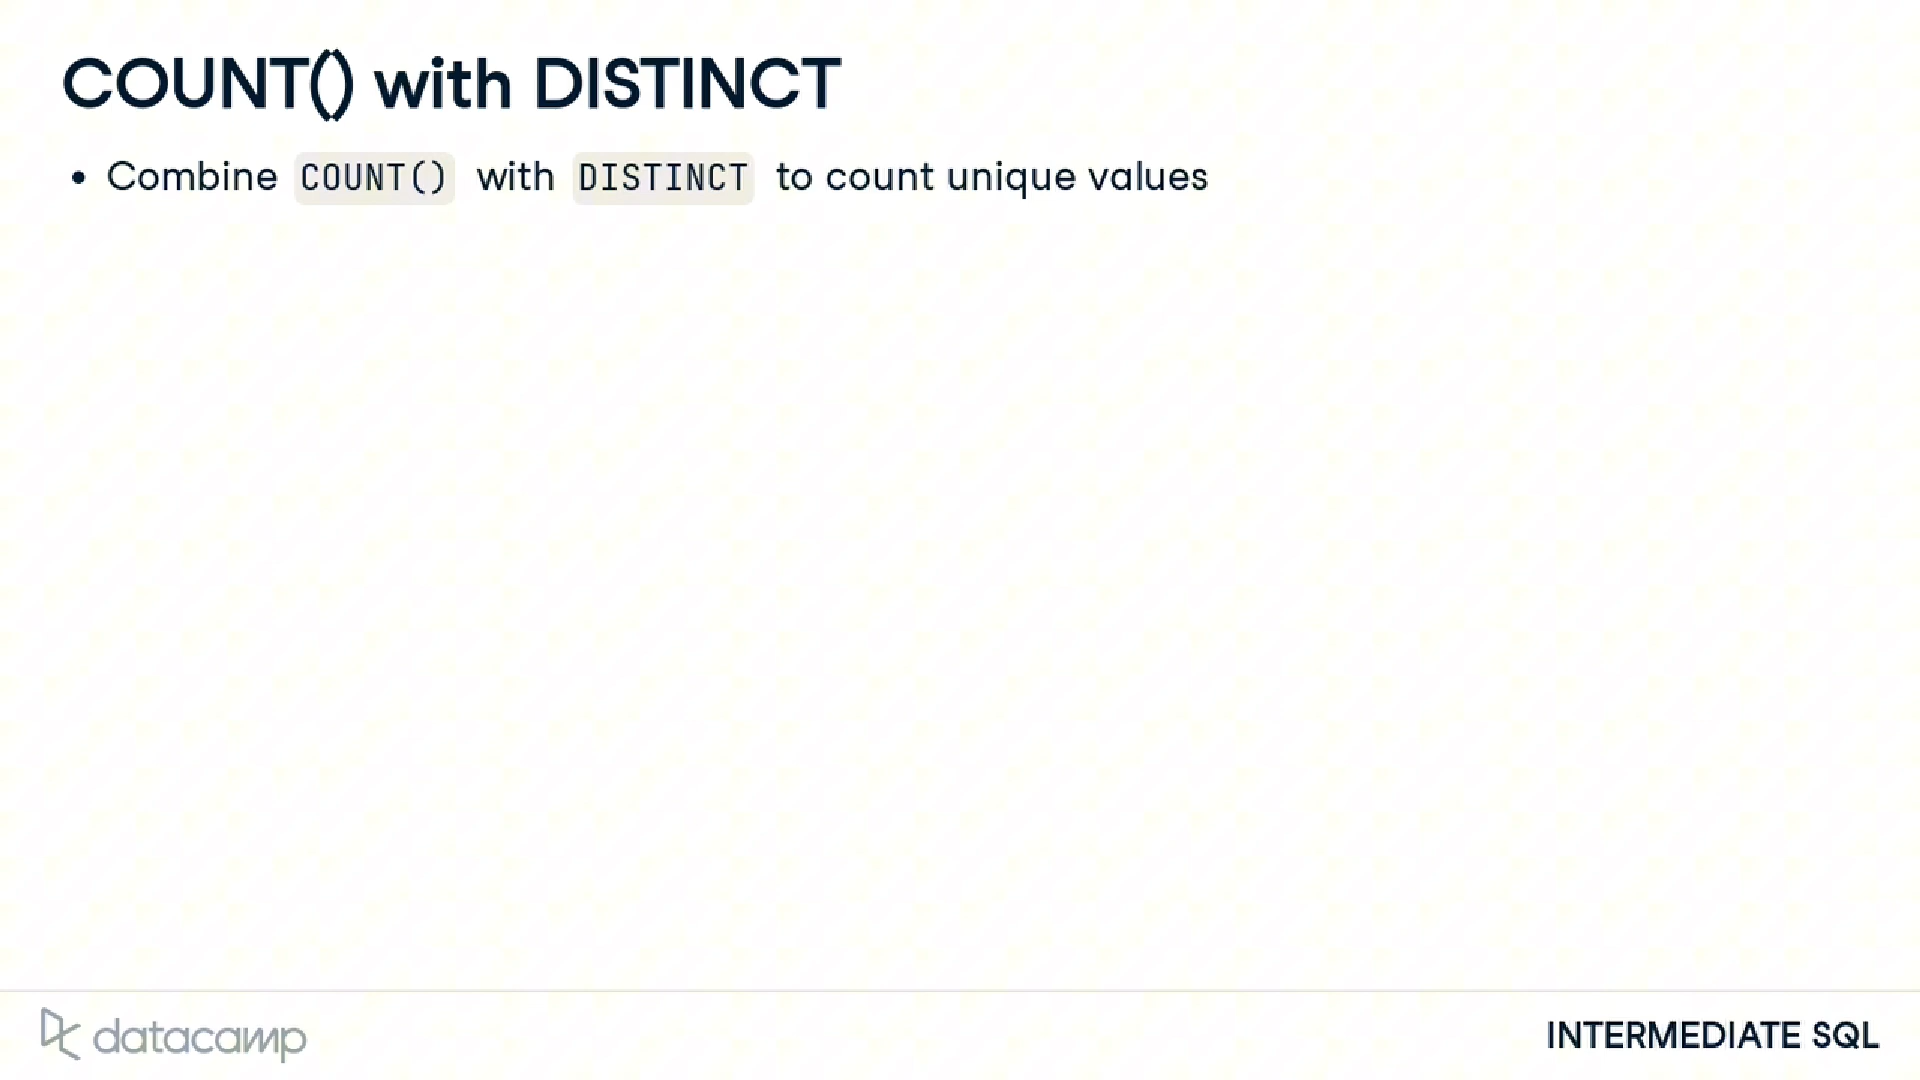 COUNT() with DISTINCT
• Combine COUNT() with DISTINCT to count unique values
datacamp
INTERMEDIATE SQL